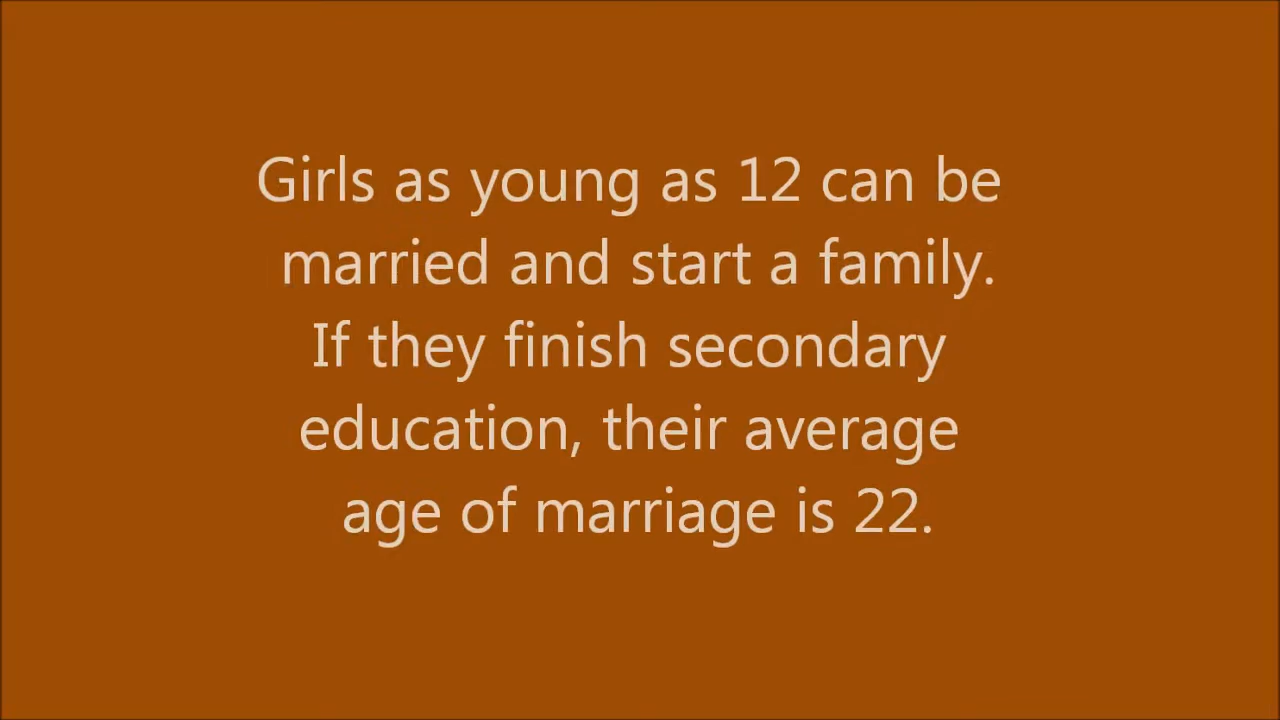 Girls as young as 12 can be
married and start a family.
If they finish secondary
education, their average
age of marriage is 22.